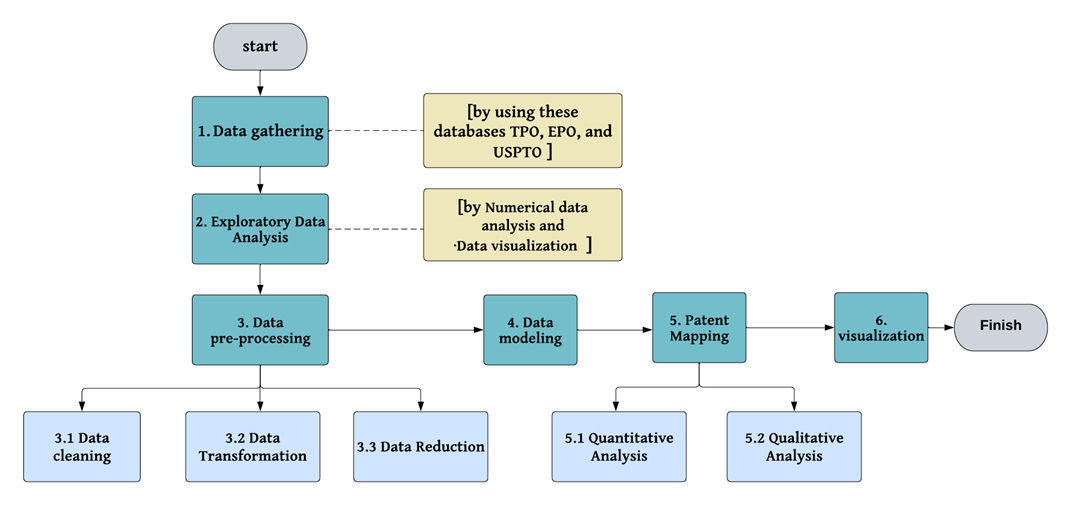 start
1. Data gathering
[by using these
databases TPO, EPO, and
USPTO ]
2. Exploratory Data
Analysis
[by Numerical data
analysis and
·Data visualization ]
3. Data
pre-processing
4. Data
modeling
5. Patent
Mapping
6.
visualization
Finish
3.1 Data
cleaning
3.2 Data
Transformation
3.3 Data Reduction
5.1 Quantitative
Analysis
5.2 Qualitative
Analysis